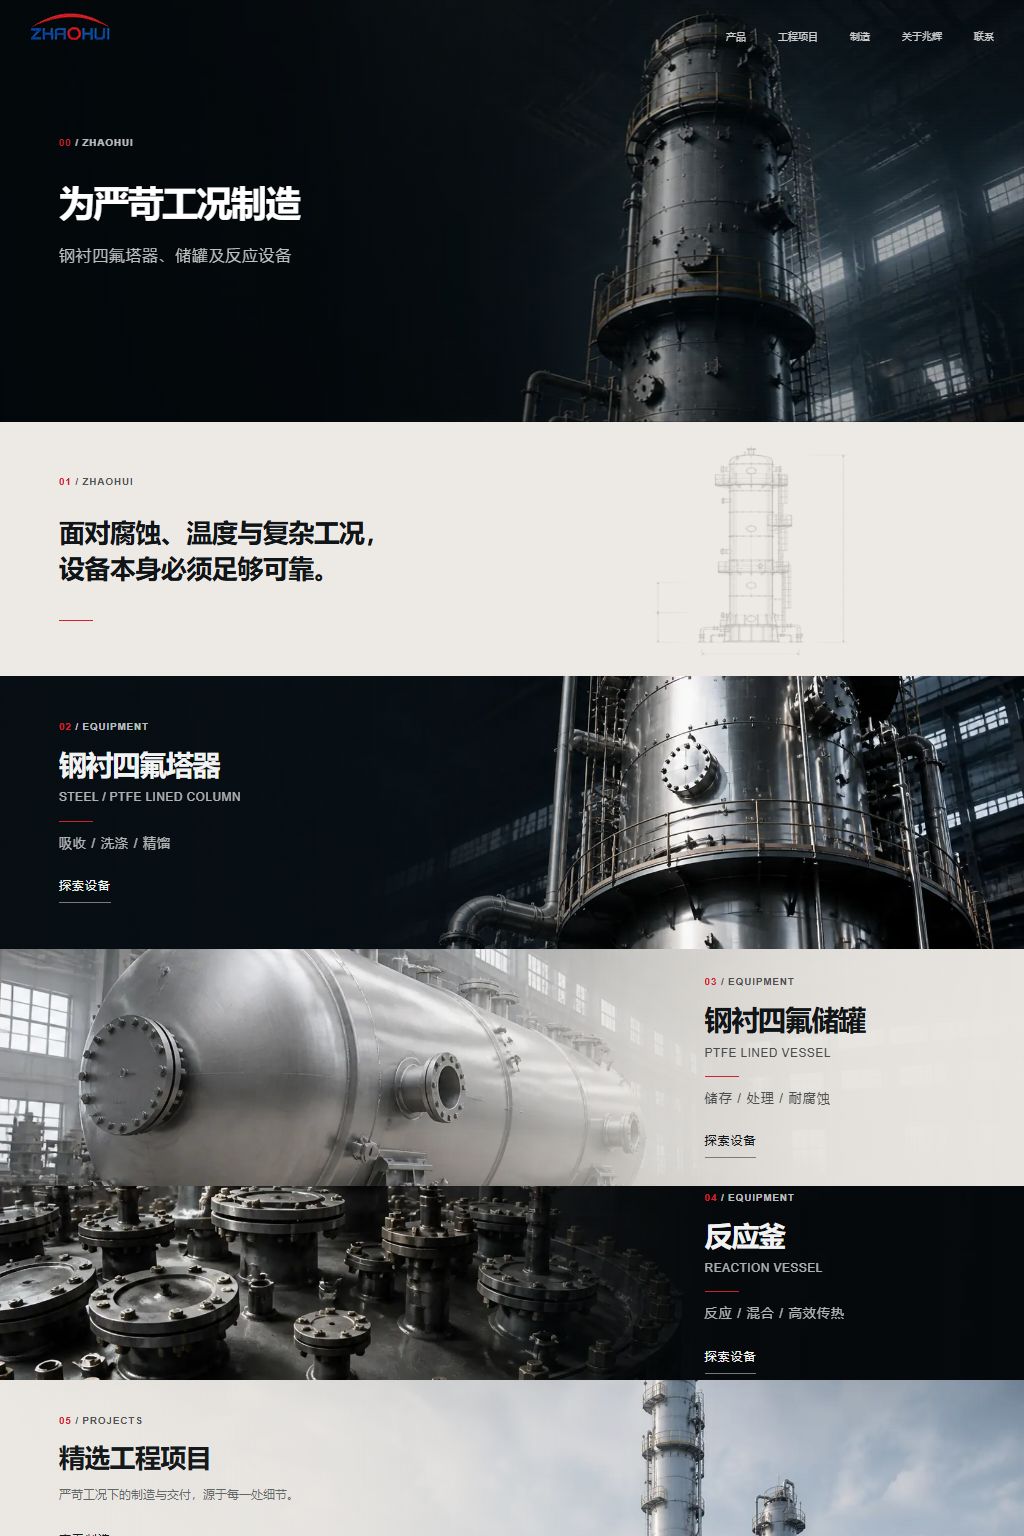 ZHAOHUI
产品 工程项目 制造 关于兆辉 联系
00 / ZHAOHUI
为严苛工况制造
钢衬四氟塔器、储罐及反应设备
01 / ZHAOHUI
面对腐蚀、温度与复杂工况，
设备本身必须足够可靠。
02 / EQUIPMENT
钢衬四氟塔器
STEEL / PTFE LINED COLUMN
吸收 / 洗涤 / 精馏
探索设备
03 / EQUIPMENT
钢衬四氟储罐
PTFE LINED VESSEL
储存 / 处理 / 耐腐蚀
探索设备
04 / EQUIPMENT
反应釜
REACTION VESSEL
反应 / 混合 / 高效传热
探索设备
05 / PROJECTS
精选工程项目
严苛工况下的制造与交付，源于每一处细节。